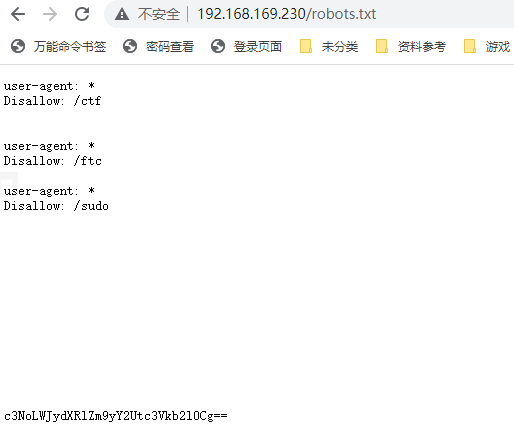 不安全 | 192.168.169.230/robots.txt
万能命令书签 密码查看 登录页面 未分类 资料参考 游戏
user-agent: *
Disallow: /ctf
user-agent: *
Disallow: /ftc
user-agent: *
Disallow: /sudo
c3NoLWJydXRlZm9yY2Utc3Vkb2l0Cg==